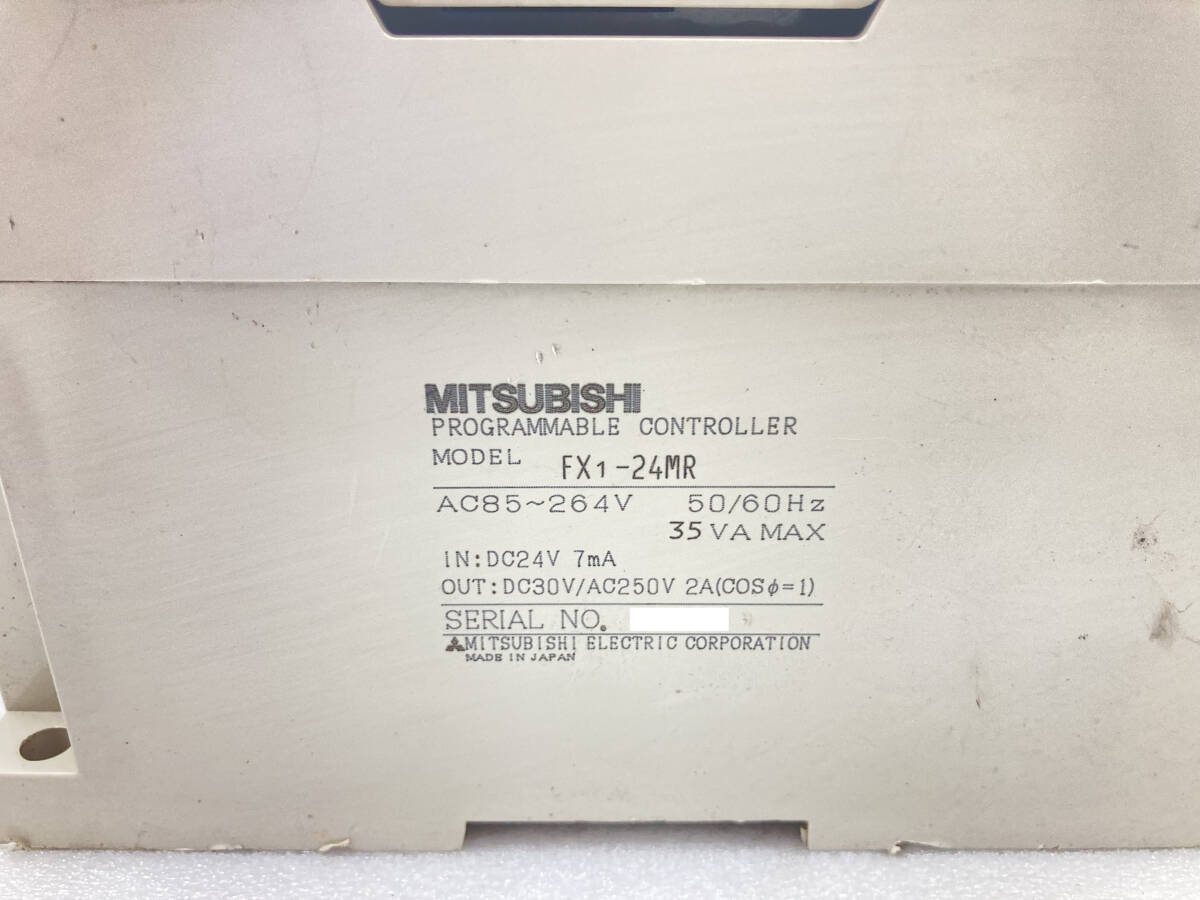 MITSUBISHI
PROGRAMMABLE CONTROLLER
MODEL FX1-24MR
AC85~264V 50/60Hz
35VA MAX
IN:DC24V 7mA
OUT:DC30V/AC250V 2A(COSφ=1)
SERIAL NO.
MITSUBISHI ELECTRIC CORPORATION
MADE IN JAPAN